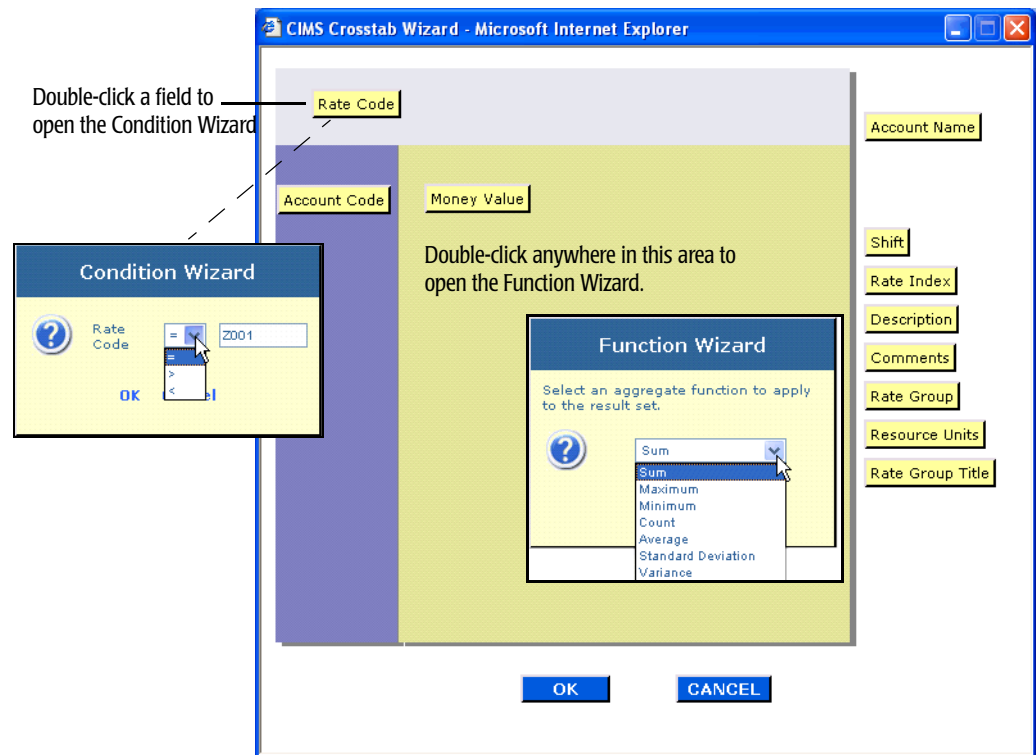 CIMS Crosstab Wizard - Microsoft Internet Explorer
Double-click a field to
open the Condition Wizard
Rate Code
Account Name
Account Code
Money Value
Double-click anywhere in this area to
open the Function Wizard.
Shift
Rate Index
Description
Comments
Rate Group
Resource Units
Rate Group Title
Condition Wizard
Rate
Code
= Z001
=
>
<
OK
Function Wizard
Select an aggregate function to apply
to the result set.
Sum
Sum
Maximum
Minimum
Count
Average
Standard Deviation
Variance
OK CANCEL